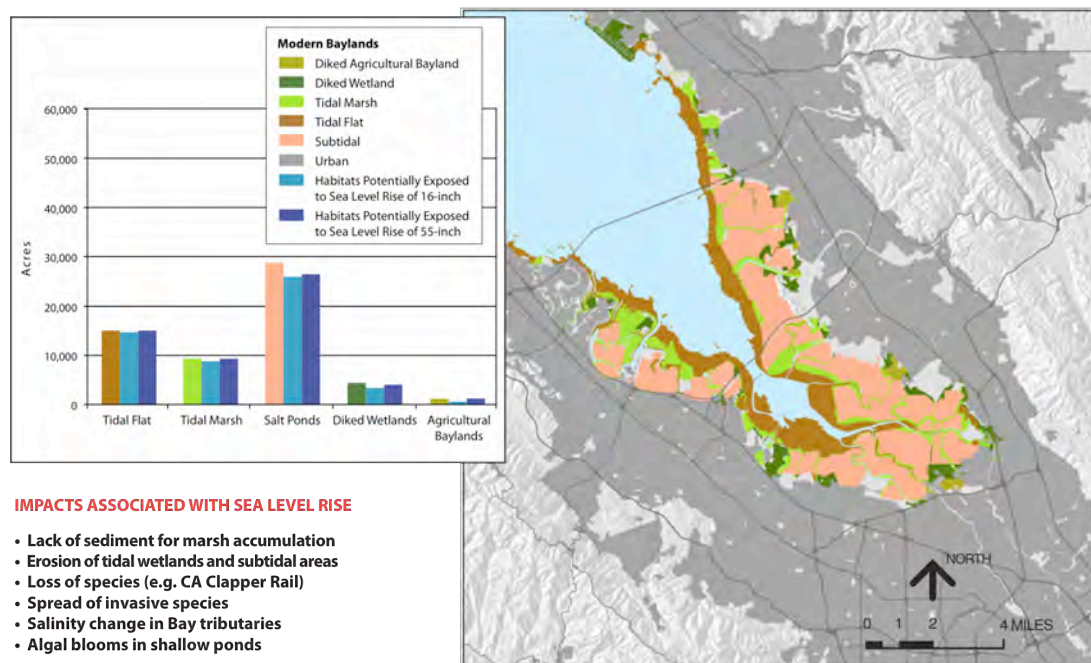 Modern Baylands
Diked Agricultural Bayland
Diked Wetland
Tidal Marsh
Tidal Flat
Subtidal
Urban
Habitats Potentially Exposed
to Sea Level Rise of 16-inch
Habitats Potentially Exposed
to Sea Level Rise of 55-inch
60,000
50,000
40,000
30,000
20,000
10,000
0
Acres
Tidal Flat
Tidal Marsh
Salt Ponds
Diked Wetlands
Agricultural
Baylands
IMPACTS ASSOCIATED WITH SEA LEVEL RISE
• Lack of sediment for marsh accumulation
• Erosion of tidal wetlands and subtidal areas
• Loss of species (e.g. CA Clapper Rail)
• Spread of invasive species
• Salinity change in Bay tributaries
• Algal blooms in shallow ponds
NORTH
0 1 2 4 MILES